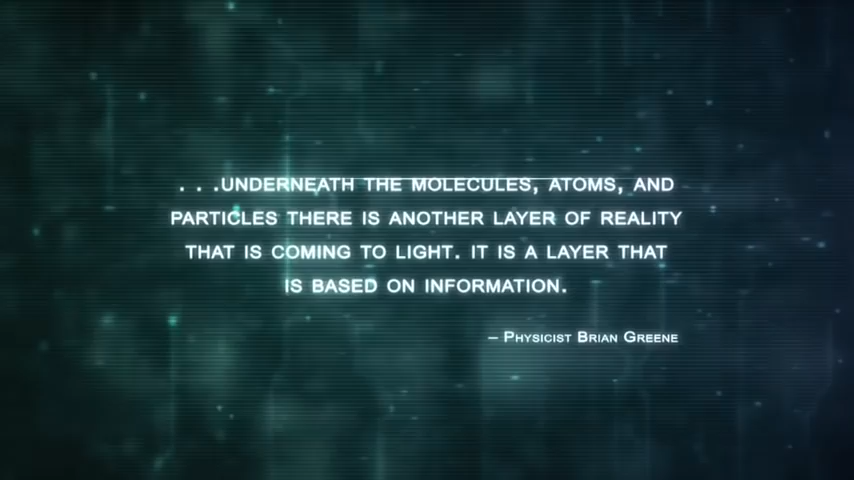 . . .UNDERNEATH THE MOLECULES, ATOMS, AND
PARTICLES THERE IS ANOTHER LAYER OF REALITY
THAT IS COMING TO LIGHT. IT IS A LAYER THAT
IS BASED ON INFORMATION.
– PHYSICIST BRIAN GREENE